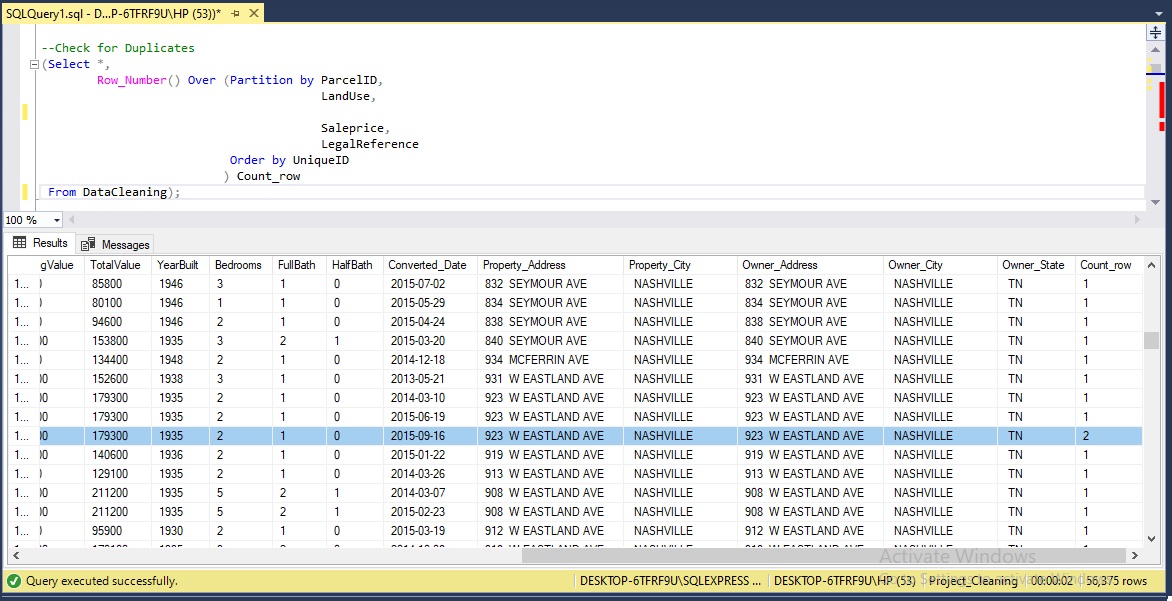 SQLQuery1.sql - D...P-6TFRF9U\HP (53))*
--Check for Duplicates
(Select *,
Row_Number() Over (Partition by ParcelID,
LandUse,
Saleprice,
LegalReference
Order by UniqueID
) Count_row
From DataCleaning);
100 %
Results Messages
gValue TotalValue YearBuilt Bedrooms FullBath HalfBath Converted_Date Property_Address Property_City Owner_Address Owner_City Owner_State Count_row
1... 85800 1946 3 1 0 2015-07-02 832 SEYMOUR AVE NASHVILLE 832 SEYMOUR AVE NASHVILLE TN 1
1... 80100 1946 1 1 0 2015-05-29 834 SEYMOUR AVE NASHVILLE 834 SEYMOUR AVE NASHVILLE TN 1
1... 94600 1946 2 1 0 2015-04-24 838 SEYMOUR AVE NASHVILLE 838 SEYMOUR AVE NASHVILLE TN 1
1... 00 153800 1935 3 2 1 2015-03-20 840 SEYMOUR AVE NASHVILLE 840 SEYMOUR AVE NASHVILLE TN 1
1... 00 134400 1948 2 1 0 2014-12-18 934 MCFERRIN AVE NASHVILLE 934 MCFERRIN AVE NASHVILLE TN 1
1... 00 152600 1938 3 1 0 2013-05-21 931 W EASTLAND AVE NASHVILLE 931 W EASTLAND AVE NASHVILLE TN 1
1... 00 179300 1935 2 1 0 2014-03-10 923 W EASTLAND AVE NASHVILLE 923 W EASTLAND AVE NASHVILLE TN 1
1... 00 179300 1935 2 1 0 2015-06-19 923 W EASTLAND AVE NASHVILLE 923 W EASTLAND AVE NASHVILLE TN 1
1... 00 179300 1935 2 1 0 2015-09-16 923 W EASTLAND AVE NASHVILLE 923 W EASTLAND AVE NASHVILLE TN 2
1... 00 140600 1936 2 1 0 2015-01-22 919 W EASTLAND AVE NASHVILLE 919 W EASTLAND AVE NASHVILLE TN 1
1... 129100 1935 2 1 0 2014-03-26 913 W EASTLAND AVE NASHVILLE 913 W EASTLAND AVE NASHVILLE TN 1
1... 00 211200 1935 5 2 1 2014-03-07 908 W EASTLAND AVE NASHVILLE 908 W EASTLAND AVE NASHVILLE TN 1
1... 00 211200 1935 5 2 1 2015-02-23 908 W EASTLAND AVE NASHVILLE 908 W EASTLAND AVE NASHVILLE TN 1
1... 95900 1930 2 1 0 2015-03-19 912 W EASTLAND AVE NASHVILLE 912 W EASTLAND AVE NASHVILLE TN 1
Activate Windows
Query executed successfully. DESKTOP-6TFRF9U\SQLEXPRESS ... DESKTOP-6TFRF9U\HP (53) Project_Cleaning 00:00:02 56,375 rows